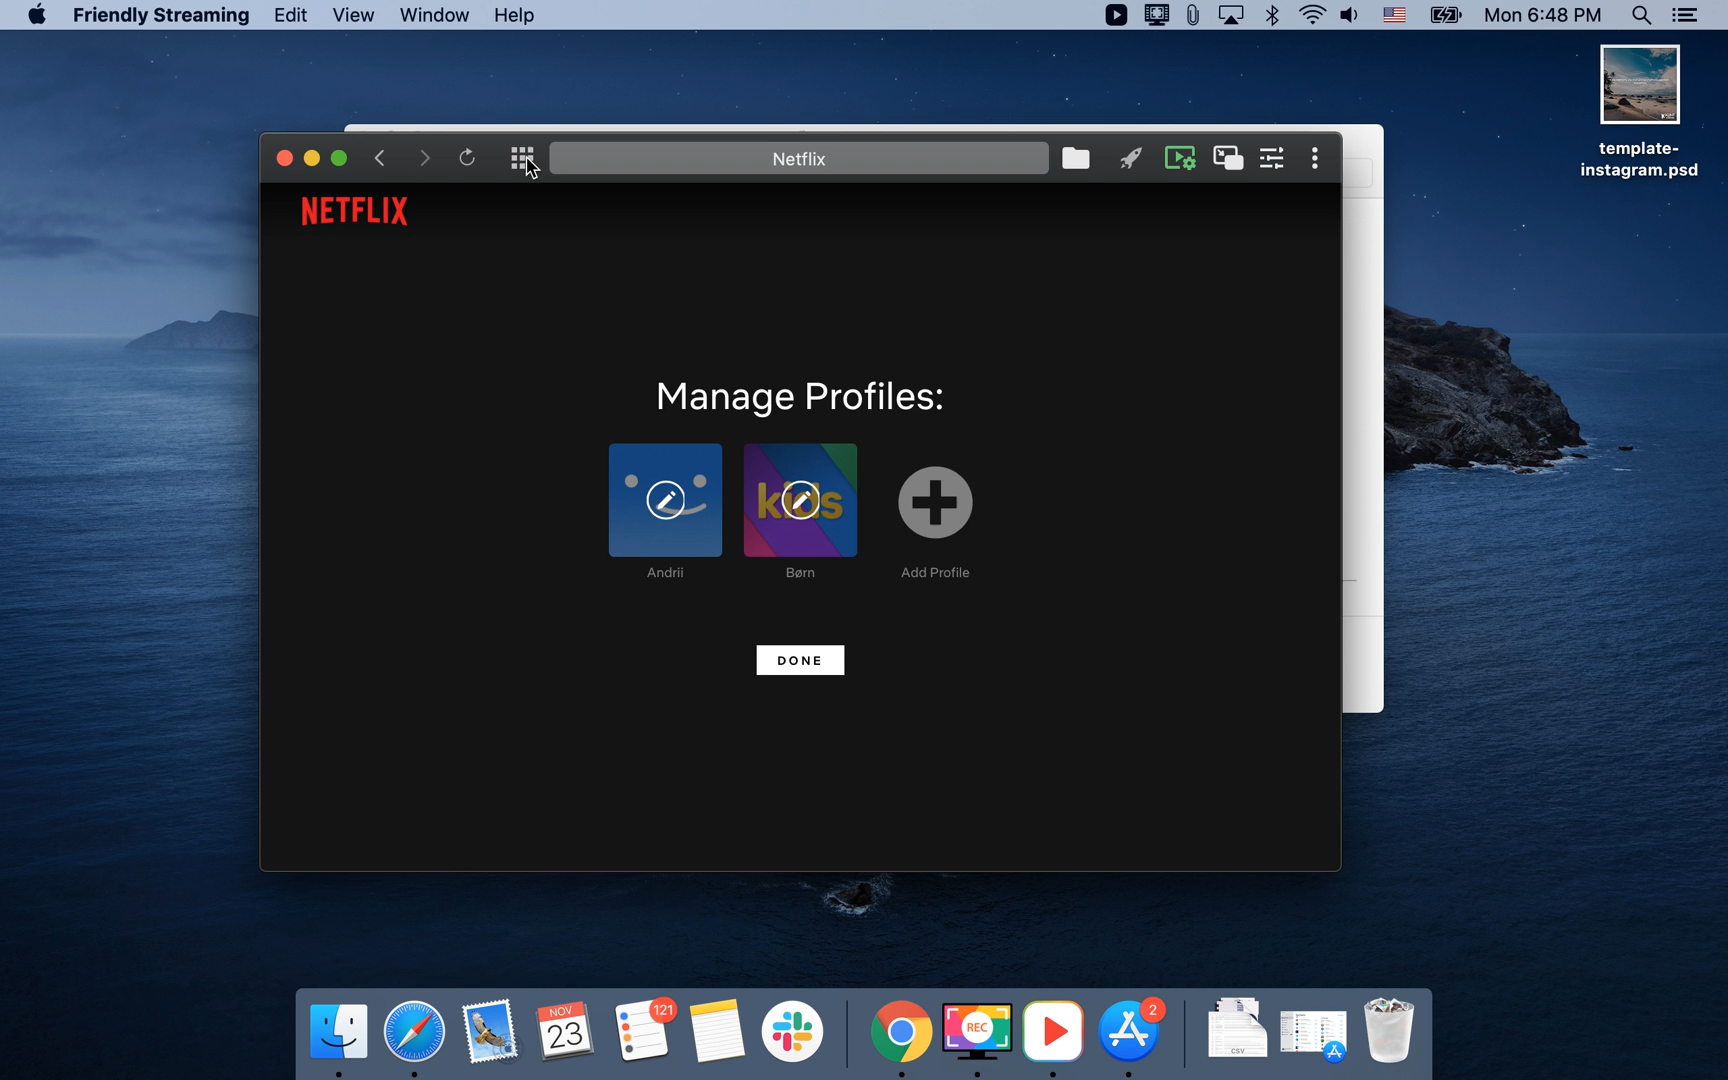 Friendly Streaming Edit View Window Help Mon 6:48 PM
template-
instagram.psd
Netflix
NETFLIX
Manage Profiles:
kids
Andrii Børn Add Profile
DONE
NOV
23
121
REC
2
CSV